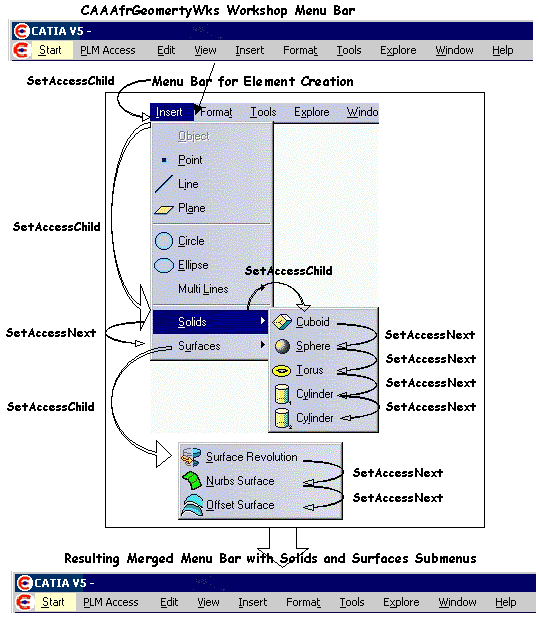 CAAAfrGeomertyWks Workshop Menu Bar
CATIA V5 -
Start PLM Access Edit View Insert Format Tools Explore Window Help
SetAccessChild
Menu Bar for Element Creation
Insert Format Tools Explore Windo
Object
Point
Line
Plane
SetAccessChild
Circle
Ellipse
SetAccessChild
Multi Lines
Solids
Cuboid
SetAccessNext
SetAccessNext
Surfaces
Sphere
SetAccessNext
Torus
SetAccessNext
Cylinder
1
SetAccessChild
SetAccessNext
Cylinder
2
Surface Revolution
SetAccessNext
Nurbs Surface
SetAccessNext
Offset Surface
Resulting Merged Menu Bar with Solids and Surfaces Submenus
CATIA V5 -
Start PLM Access Edit View Insert Format Tools Explore Window Help